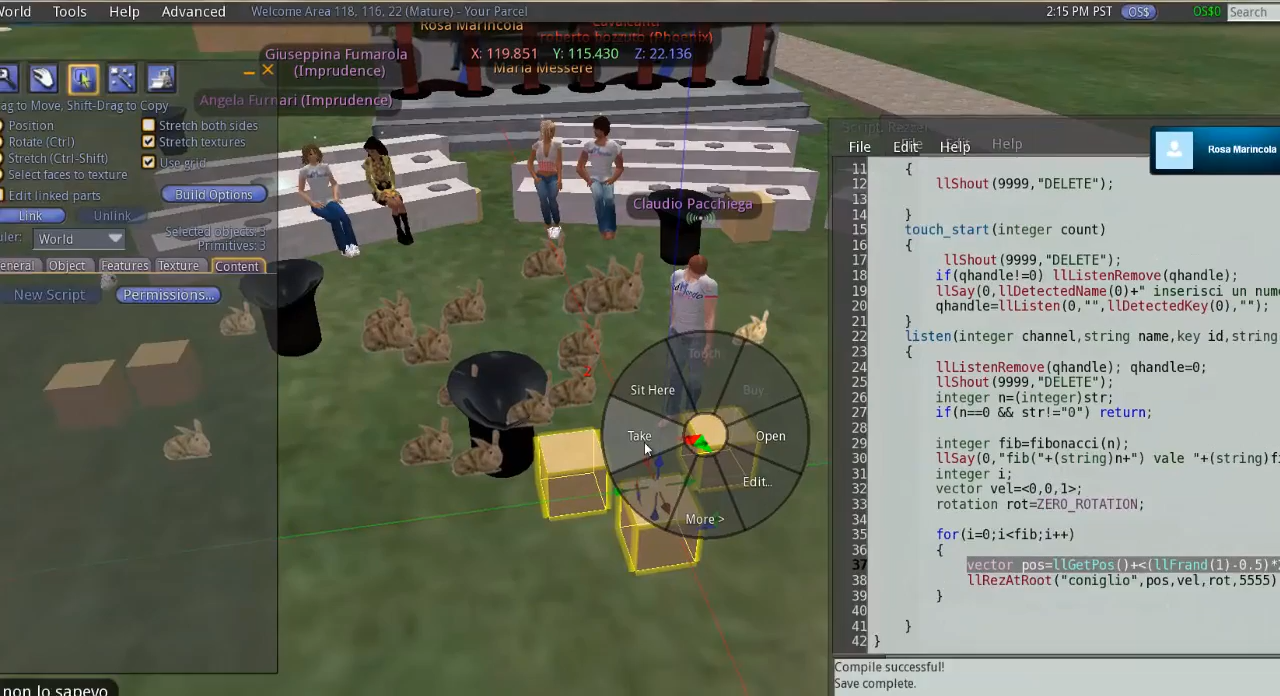 World Tools Help Advanced Welcome Area 118, 116, 22 (Mature) - Your Parcel 2:15 PM PST OS$ OS$0 Search
Rosa Marincola
roberto bozzuto (Phoenix)
Giuseppina Fumarola
(Imprudence)
X: 119.851 Y: 115.430 Z: 22.136
Maria Messere
Angela Furnari (Imprudence)
Drag to Move, Shift-Drag to Copy
Position
Stretch both sides
Rotate (Ctrl)
Stretch textures
Stretch (Ctrl-Shift)
Use grid
Select faces to texture
Edit linked parts
Build Options
Link Unlink
Selected objects: 3
Primitives: 3
Ruler: World
General Object Features Texture Content
New Script Permissions...
Claudio Pacchiega
2
Touch
Sit Here
Buy
Take
Open
Edit...
More >
non lo sapevo
File Edit Help
File Help
Rosa Marincola
11 {
12 llShout(9999,"DELETE");
13
14 }
15 touch_start(integer count)
16 {
17 llShout(9999,"DELETE");
18 if(qhandle!=0) llListenRemove(qhandle);
19 llSay(0,llDetectedName(0)+" inserisci un nume
20 qhandle=llListen(0,"",llDetectedKey(0),"");
21 }
22 listen(integer channel,string name,key id,string
23 {
24 llListenRemove(qhandle); qhandle=0;
25 llShout(9999,"DELETE");
26 integer n=(integer)str;
27 if(n==0 && str!="0") return;
28
29 integer fib=fibonacci(n);
30 llSay(0,"fib("+(string)n+") vale "+(string)fi
31 integer i;
32 vector vel=<0,0,1>;
33 rotation rot=ZERO_ROTATION;
34
35 for(i=0;i<fib;i++)
36 {
37 vector pos=llGetPos()+<(llFrand(1)-0.5)*
38 llRezAtRoot("coniglio",pos,vel,rot,5555)
39 }
40
41 }
42 }
Compile successful!
Save complete.